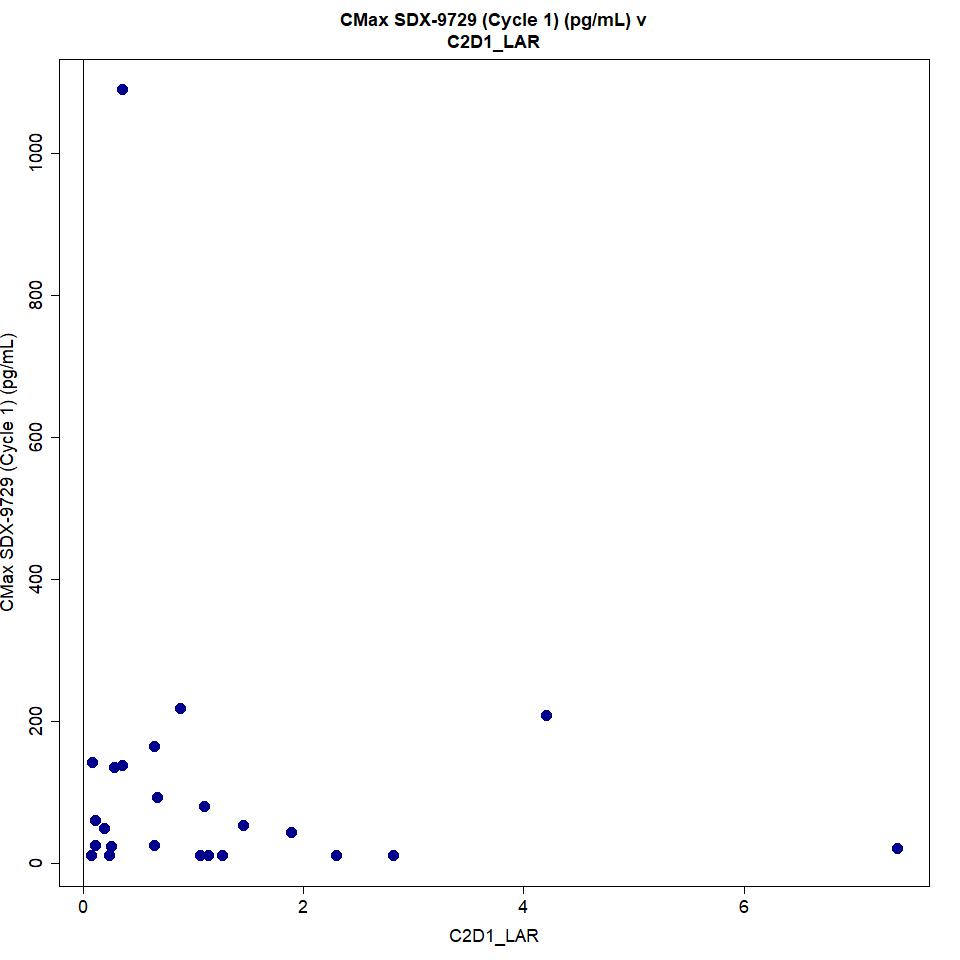 CMax SDX-9729 (Cycle 1) (pg/mL) v
C2D1_LAR
1000
800
600
400
200
0
CMax SDX-9729 (Cycle 1) (pg/mL)
0 2 4 6
C2D1_LAR